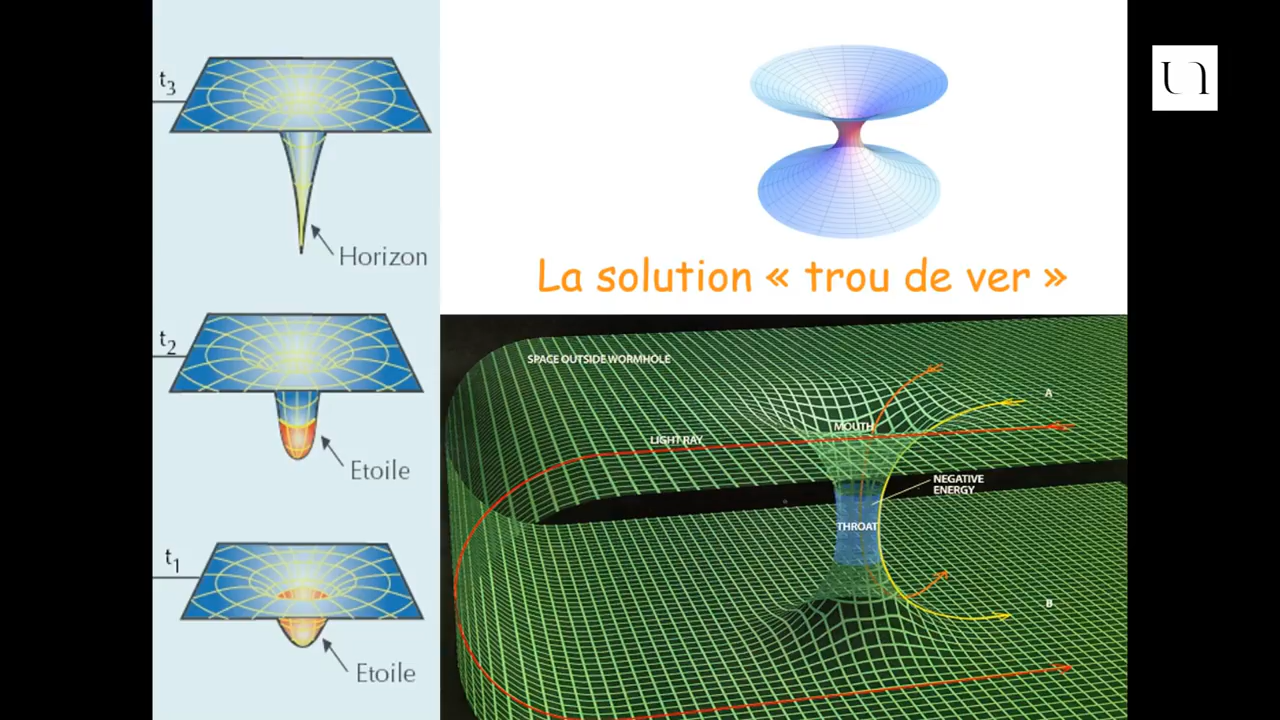 t3
Horizon
t2
Etoile
t1
Etoile
La solution « trou de ver »
SPACE OUTSIDE WORMHOLE
A
MOUTH
LIGHT RAY
NEGATIVE
ENERGY
THROAT
B